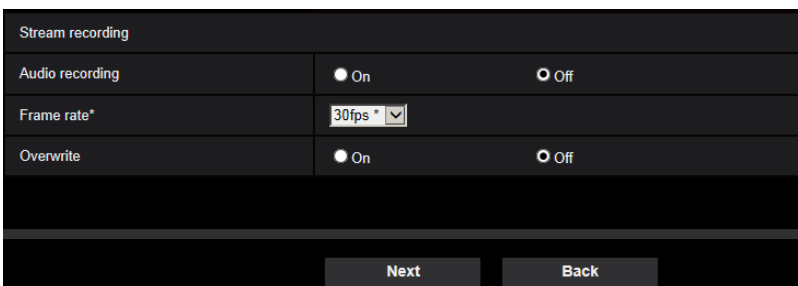 Stream recording
Audio recording On Off
Frame rate* 30fps *
Overwrite On Off
Next Back